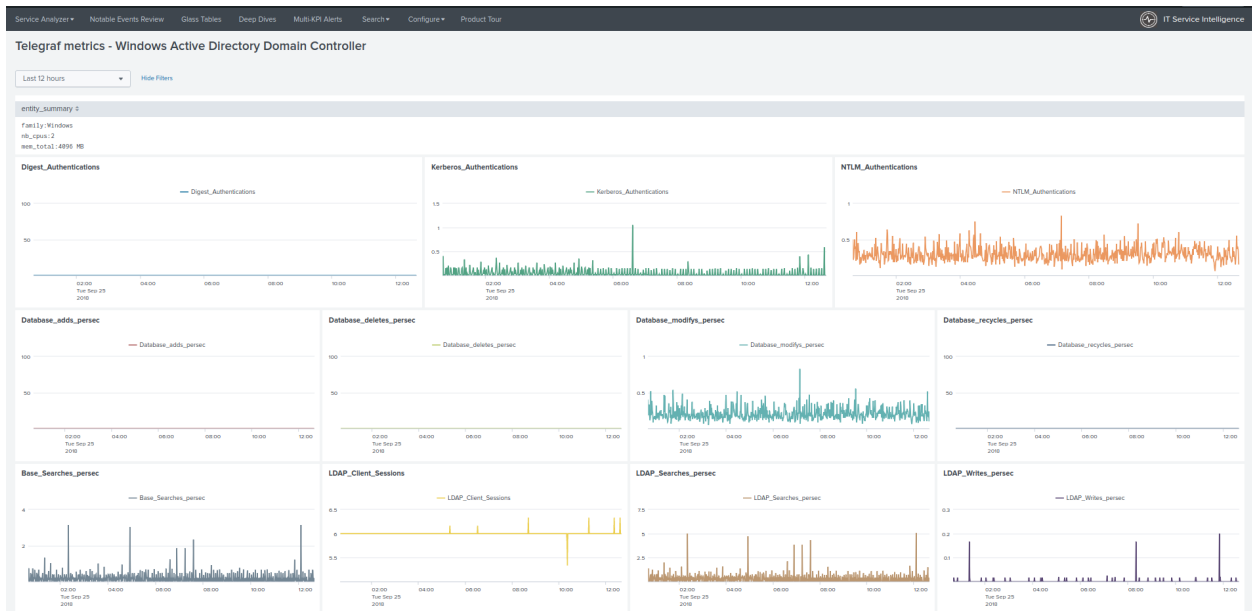 Service Analyzer▾ Notable Events Review Glass Tables Deep Dives Multi-KPI Alerts Search▾ Configure▾ Product Tour IT Service Intelligence
Telegraf metrics - Windows Active Directory Domain Controller
Last 12 hours Hide Filters
entity_summary
family:Windows
nb_cpus:2
mem_total:4096 MB
Digest_Authentications Kerberos_Authentications NTLM_Authentications
Digest_Authentications Kerberos_Authentications NTLM_Authentications
100 1.5 1
1
50 0.5 0.5
02:00 04:00 06:00 08:00 10:00 12:00 02:00 04:00 06:00 08:00 10:00 12:00 02:00 04:00 06:00 08:00 10:00 12:00
Tue Sep 25 Tue Sep 25 Tue Sep 25
2018 2018 2018
Database_adds_persec Database_deletes_persec Database_modifys_persec Database_recycles_persec
Database_adds_persec Database_deletes_persec Database_modifys_persec Database_recycles_persec
100 100 1 100
50 50 0.5 50
02:00 04:00 06:00 08:00 10:00 12:00 02:00 04:00 06:00 08:00 10:00 12:00 02:00 04:00 06:00 08:00 10:00 12:00 02:00 04:00 06:00 08:00 10:00 12:00
Tue Sep 25 Tue Sep 25 Tue Sep 25 Tue Sep 25
2018 2018 2018 2018
Base_Searches_persec LDAP_Client_Sessions LDAP_Searches_persec LDAP_Writes_persec
Base_Searches_persec LDAP_Client_Sessions LDAP_Searches_persec LDAP_Writes_persec
4 6.5 7.5 0.3
6 5 0.2
2 5.5 2.5 0.1
02:00 04:00 06:00 08:00 10:00 12:00 02:00 04:00 06:00 08:00 10:00 12:00 02:00 04:00 06:00 08:00 10:00 12:00 02:00 04:00 06:00 08:00 10:00 12:00
Tue Sep 25 Tue Sep 25 Tue Sep 25 Tue Sep 25
2018 2018 2018 2018